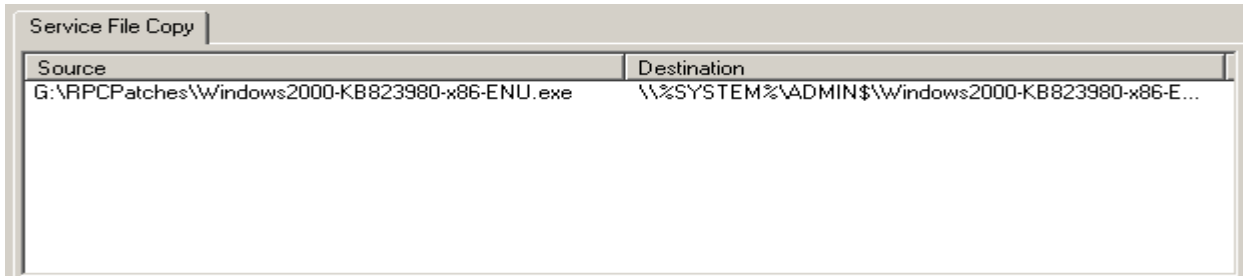 Service File Copy
Source Destination
G:\RPCPatches\Windows2000-KB823980-x86-ENU.exe \\%SYSTEM%\ADMIN$\Windows2000-KB823980-x86-E...